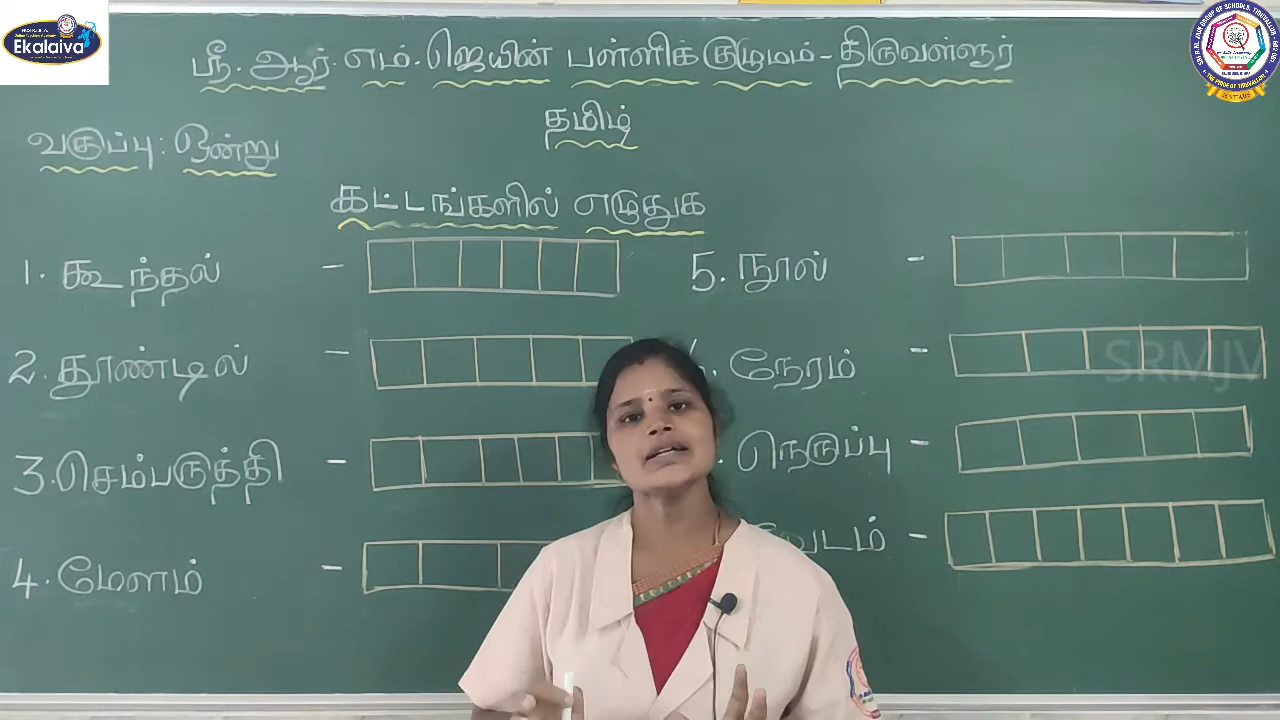 Ekalaiva
ஸ்ரீ. ஆர். எம். ஜெயின் பள்ளிக் குழுமம் - திருவள்ளூர்
தமிழ்
வகுப்பு : ஒன்று
கட்டங்களில் எழுதுக
1. கூந்தல் -
2. தூண்டில் -
3. செம்பருத்தி -
4. மேளம் -
5. நூல் -
நேரம் -
நெருப்பு -
SRMJV